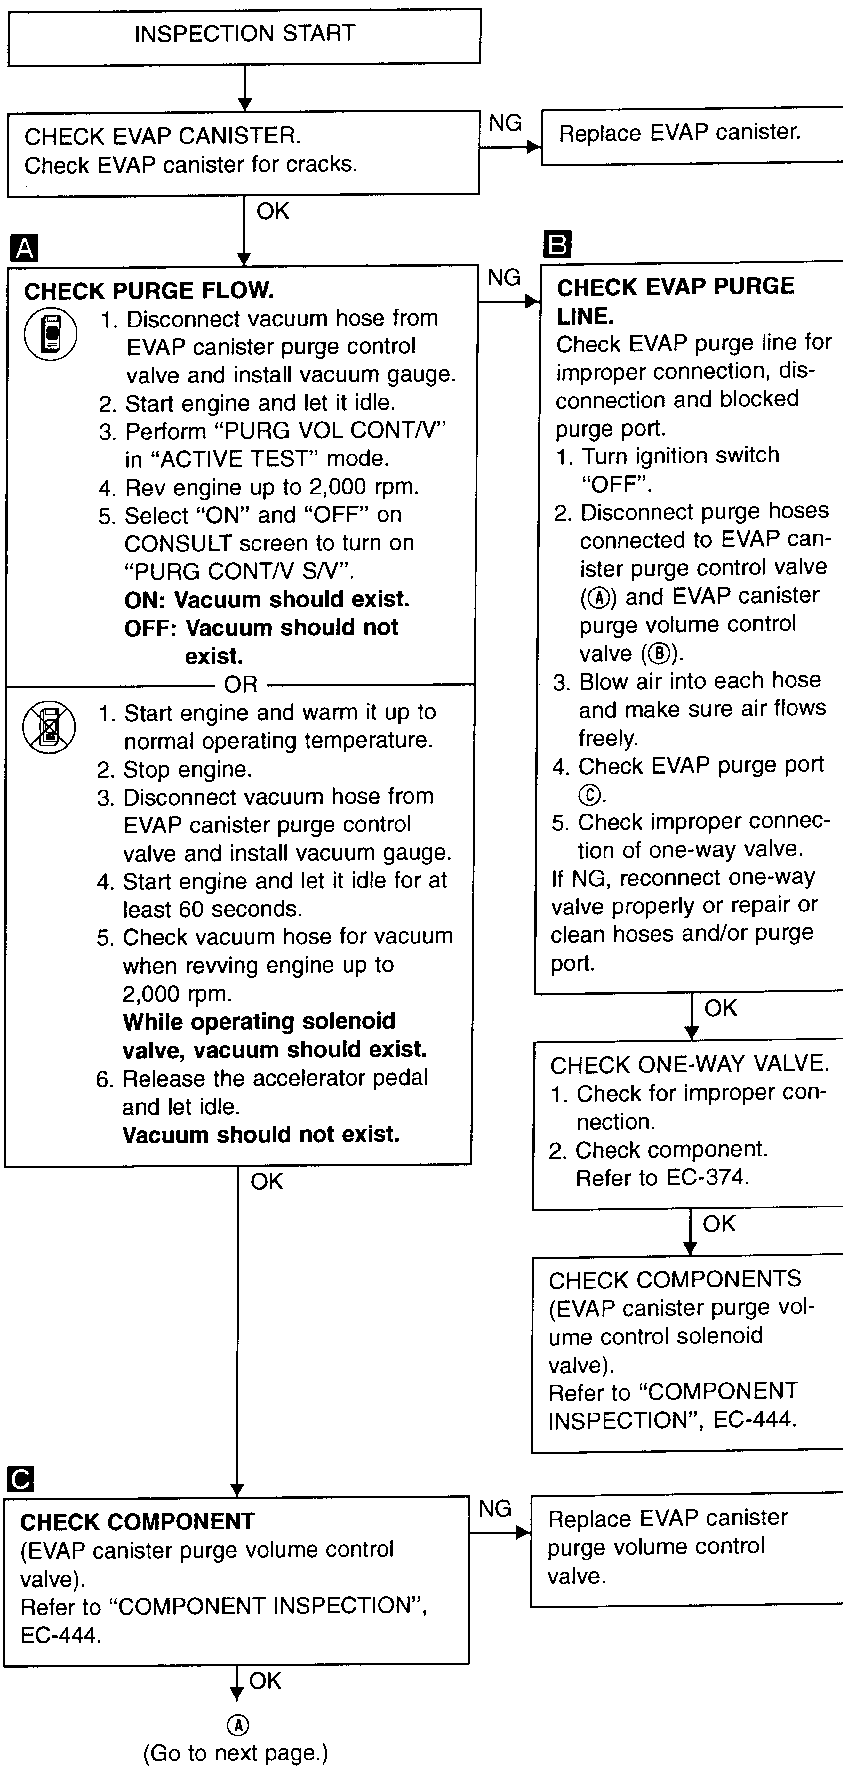 INSPECTION START
CHECK EVAP CANISTER.
Check EVAP canister for cracks.
NG
Replace EVAP canister.
OK
A
CHECK PURGE FLOW.
1. Disconnect vacuum hose from
EVAP canister purge control
valve and install vacuum gauge.
2. Start engine and let it idle.
3. Perform “PURG VOL CONT/V”
in “ACTIVE TEST” mode.
4. Rev engine up to 2,000 rpm.
5. Select “ON” and “OFF” on
CONSULT screen to turn on
“PURG CONT/V S/V”.
ON: Vacuum should exist.
OFF: Vacuum should not
exist.
OR
1. Start engine and warm it up to
normal operating temperature.
2. Stop engine.
3. Disconnect vacuum hose from
EVAP canister purge control
valve and install vacuum gauge.
4. Start engine and let it idle for at
least 60 seconds.
5. Check vacuum hose for vacuum
when revving engine up to
2,000 rpm.
While operating solenoid
valve, vacuum should exist.
6. Release the accelerator pedal
and let idle.
Vacuum should not exist.
NG
B
CHECK EVAP PURGE
LINE.
Check EVAP purge line for
improper connection, dis-
connection and blocked
purge port.
1. Turn ignition switch
“OFF”.
2. Disconnect purge hoses
connected to EVAP can-
ister purge control valve
(Ⓐ) and EVAP canister
purge volume control
valve (Ⓑ).
3. Blow air into each hose
and make sure air flows
freely.
4. Check EVAP purge port
Ⓒ.
5. Check improper connec-
tion of one-way valve.
If NG, reconnect one-way
valve properly or repair or
clean hoses and/or purge
port.
OK
CHECK ONE-WAY VALVE.
1. Check for improper con-
nection.
2. Check component.
Refer to EC-374.
OK
CHECK COMPONENTS
(EVAP canister purge vol-
ume control solenoid
valve).
Refer to “COMPONENT
INSPECTION”, EC-444.
OK
C
CHECK COMPONENT
(EVAP canister purge volume control
valve).
Refer to “COMPONENT INSPECTION”,
EC-444.
NG
Replace EVAP canister
purge volume control
valve.
OK
Ⓐ
(Go to next page.)